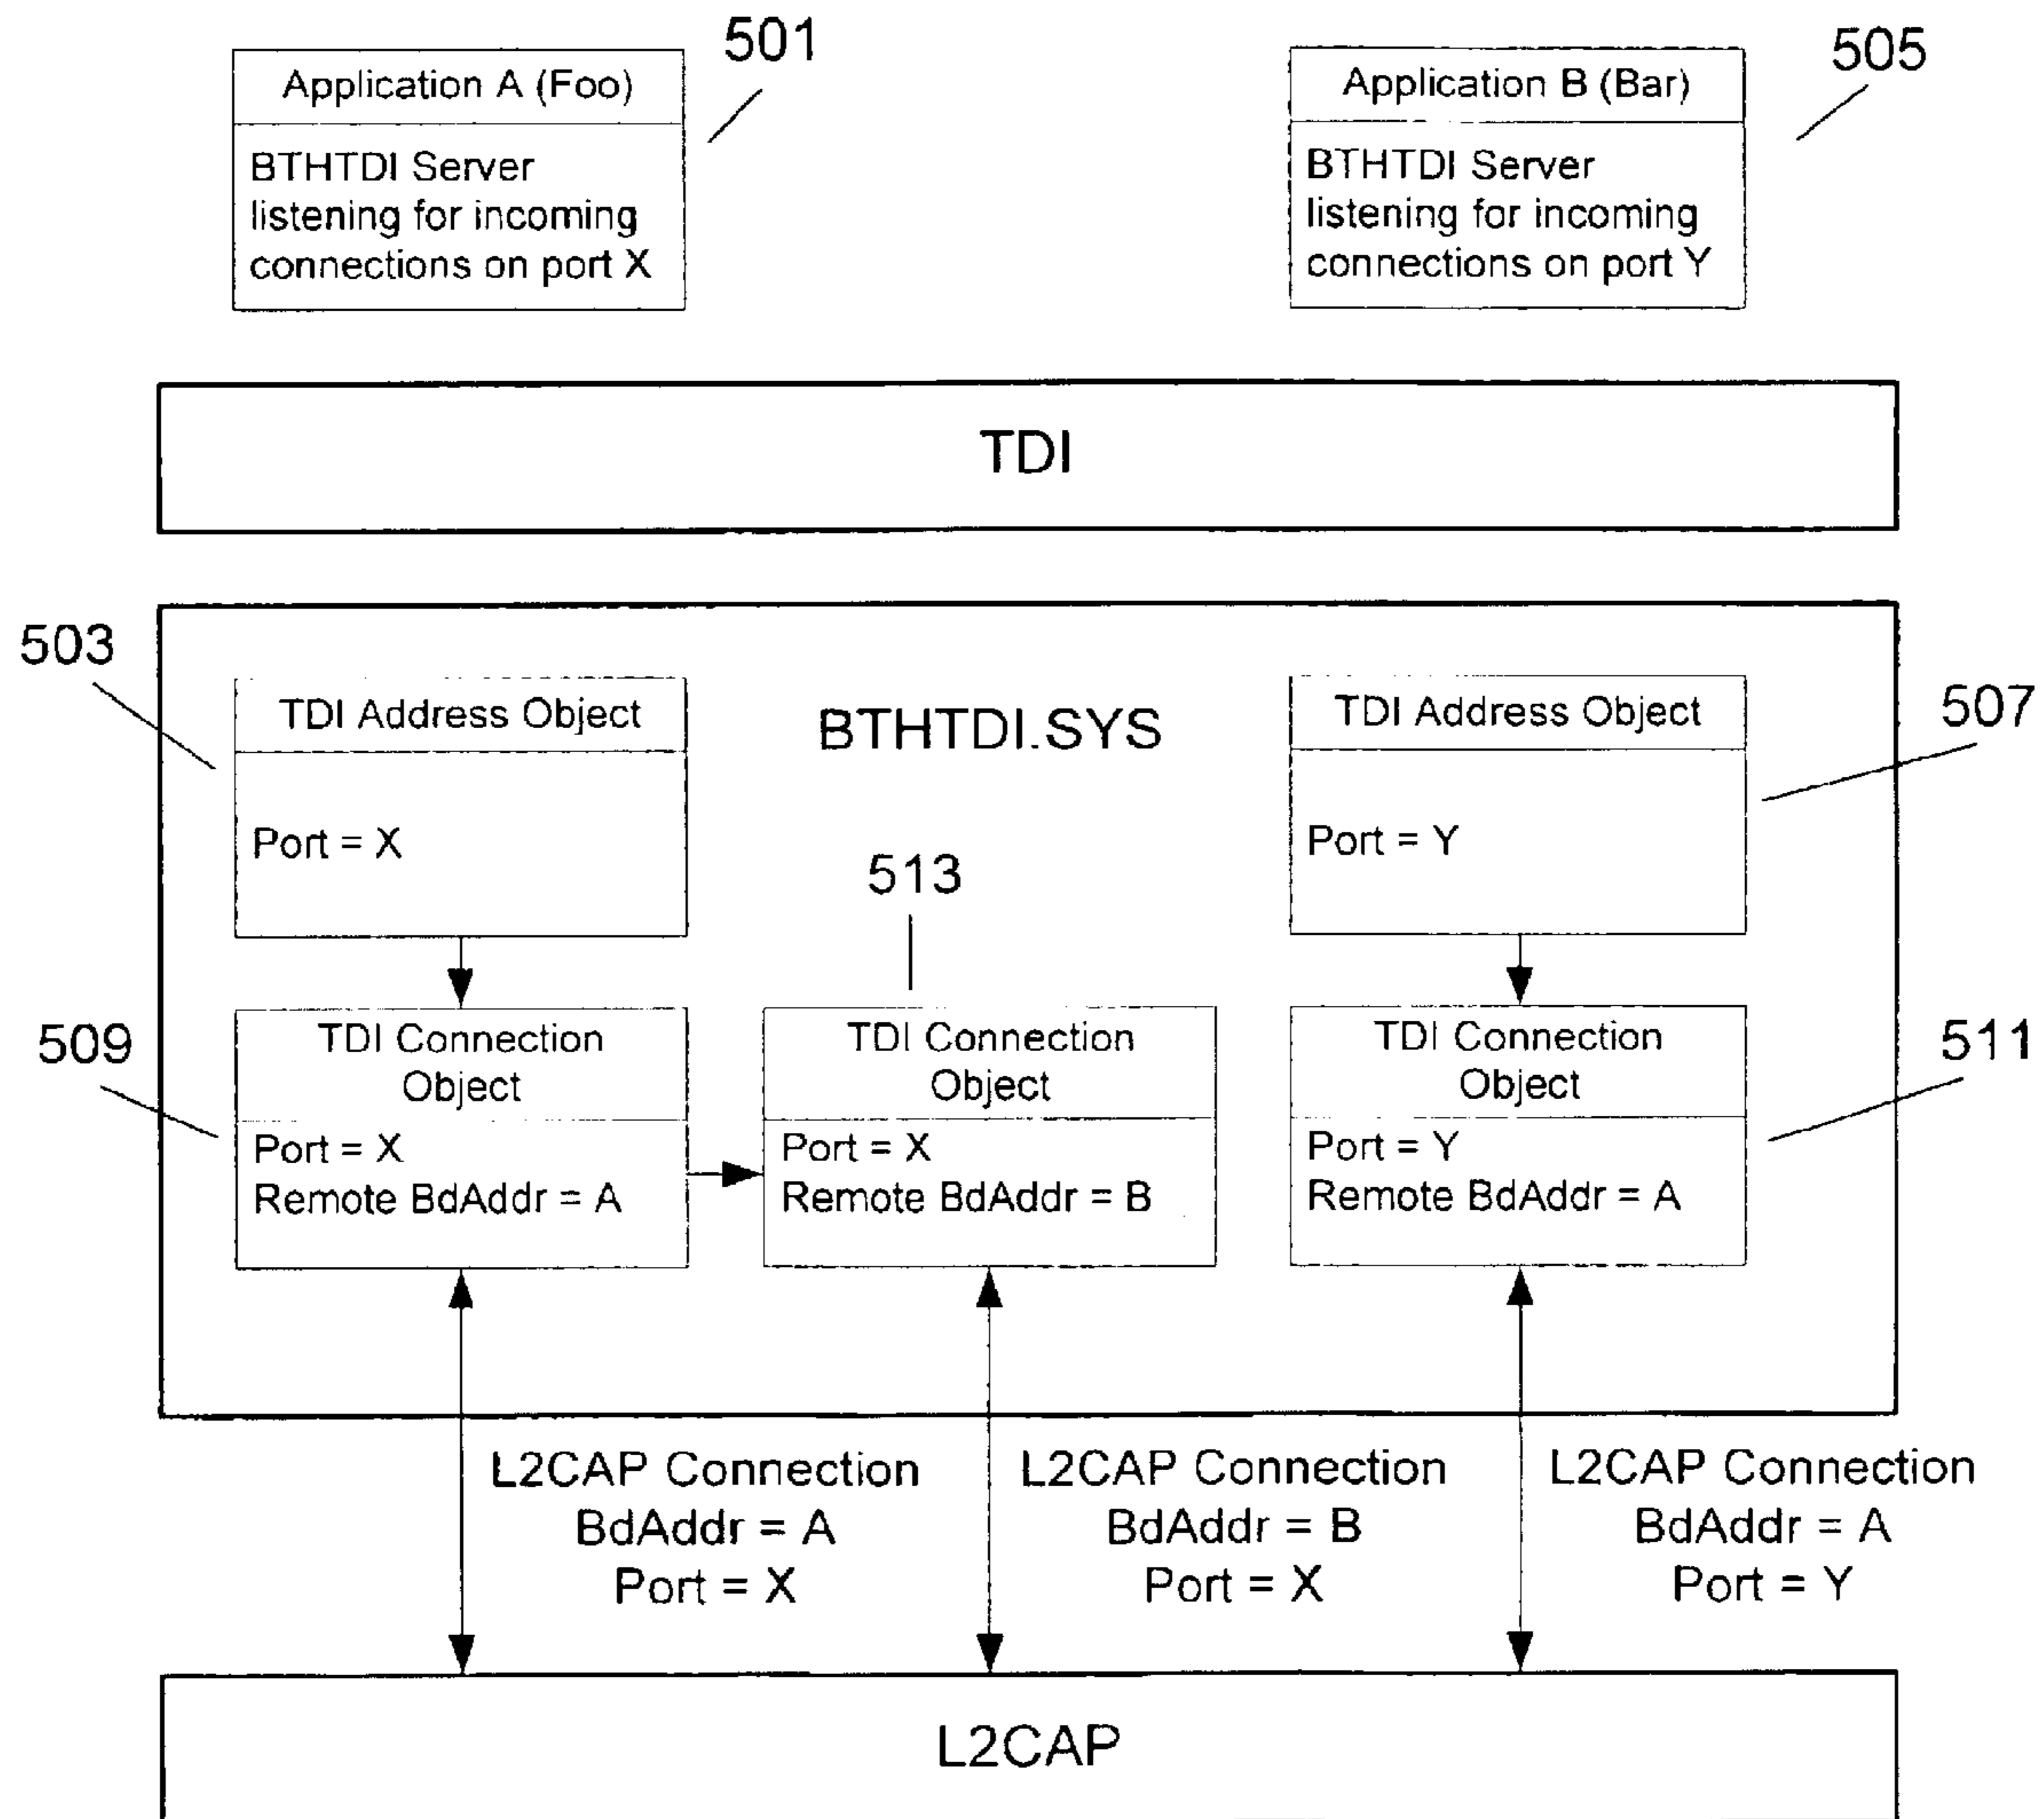 501
505
Application A (Foo)
BTHTDI Server
listening for incoming
connections on port X
Application B (Bar)
BTHTDI Server
listening for incoming
connections on port Y
TDI
503
507
BTHTDI.SYS
TDI Address Object
Port = X
TDI Address Object
Port = Y
513
509
511
TDI Connection
Object
Port = X
Remote BdAddr = A
TDI Connection
Object
Port = X
Remote BdAddr = B
TDI Connection
Object
Port = Y
Remote BdAddr = A
L2CAP Connection
BdAddr = A
Port = X
L2CAP Connection
BdAddr = B
Port = X
L2CAP Connection
BdAddr = A
Port = Y
L2CAP